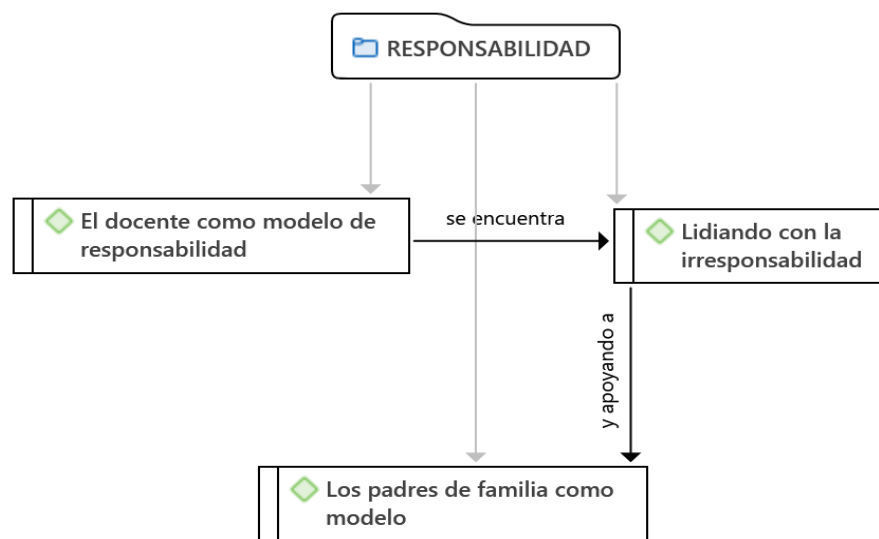 RESPONSABILIDAD
El docente como modelo de
responsabilidad
se encuentra
Lidiando con la
irresponsabilidad
y apoyando a
Los padres de familia como
modelo